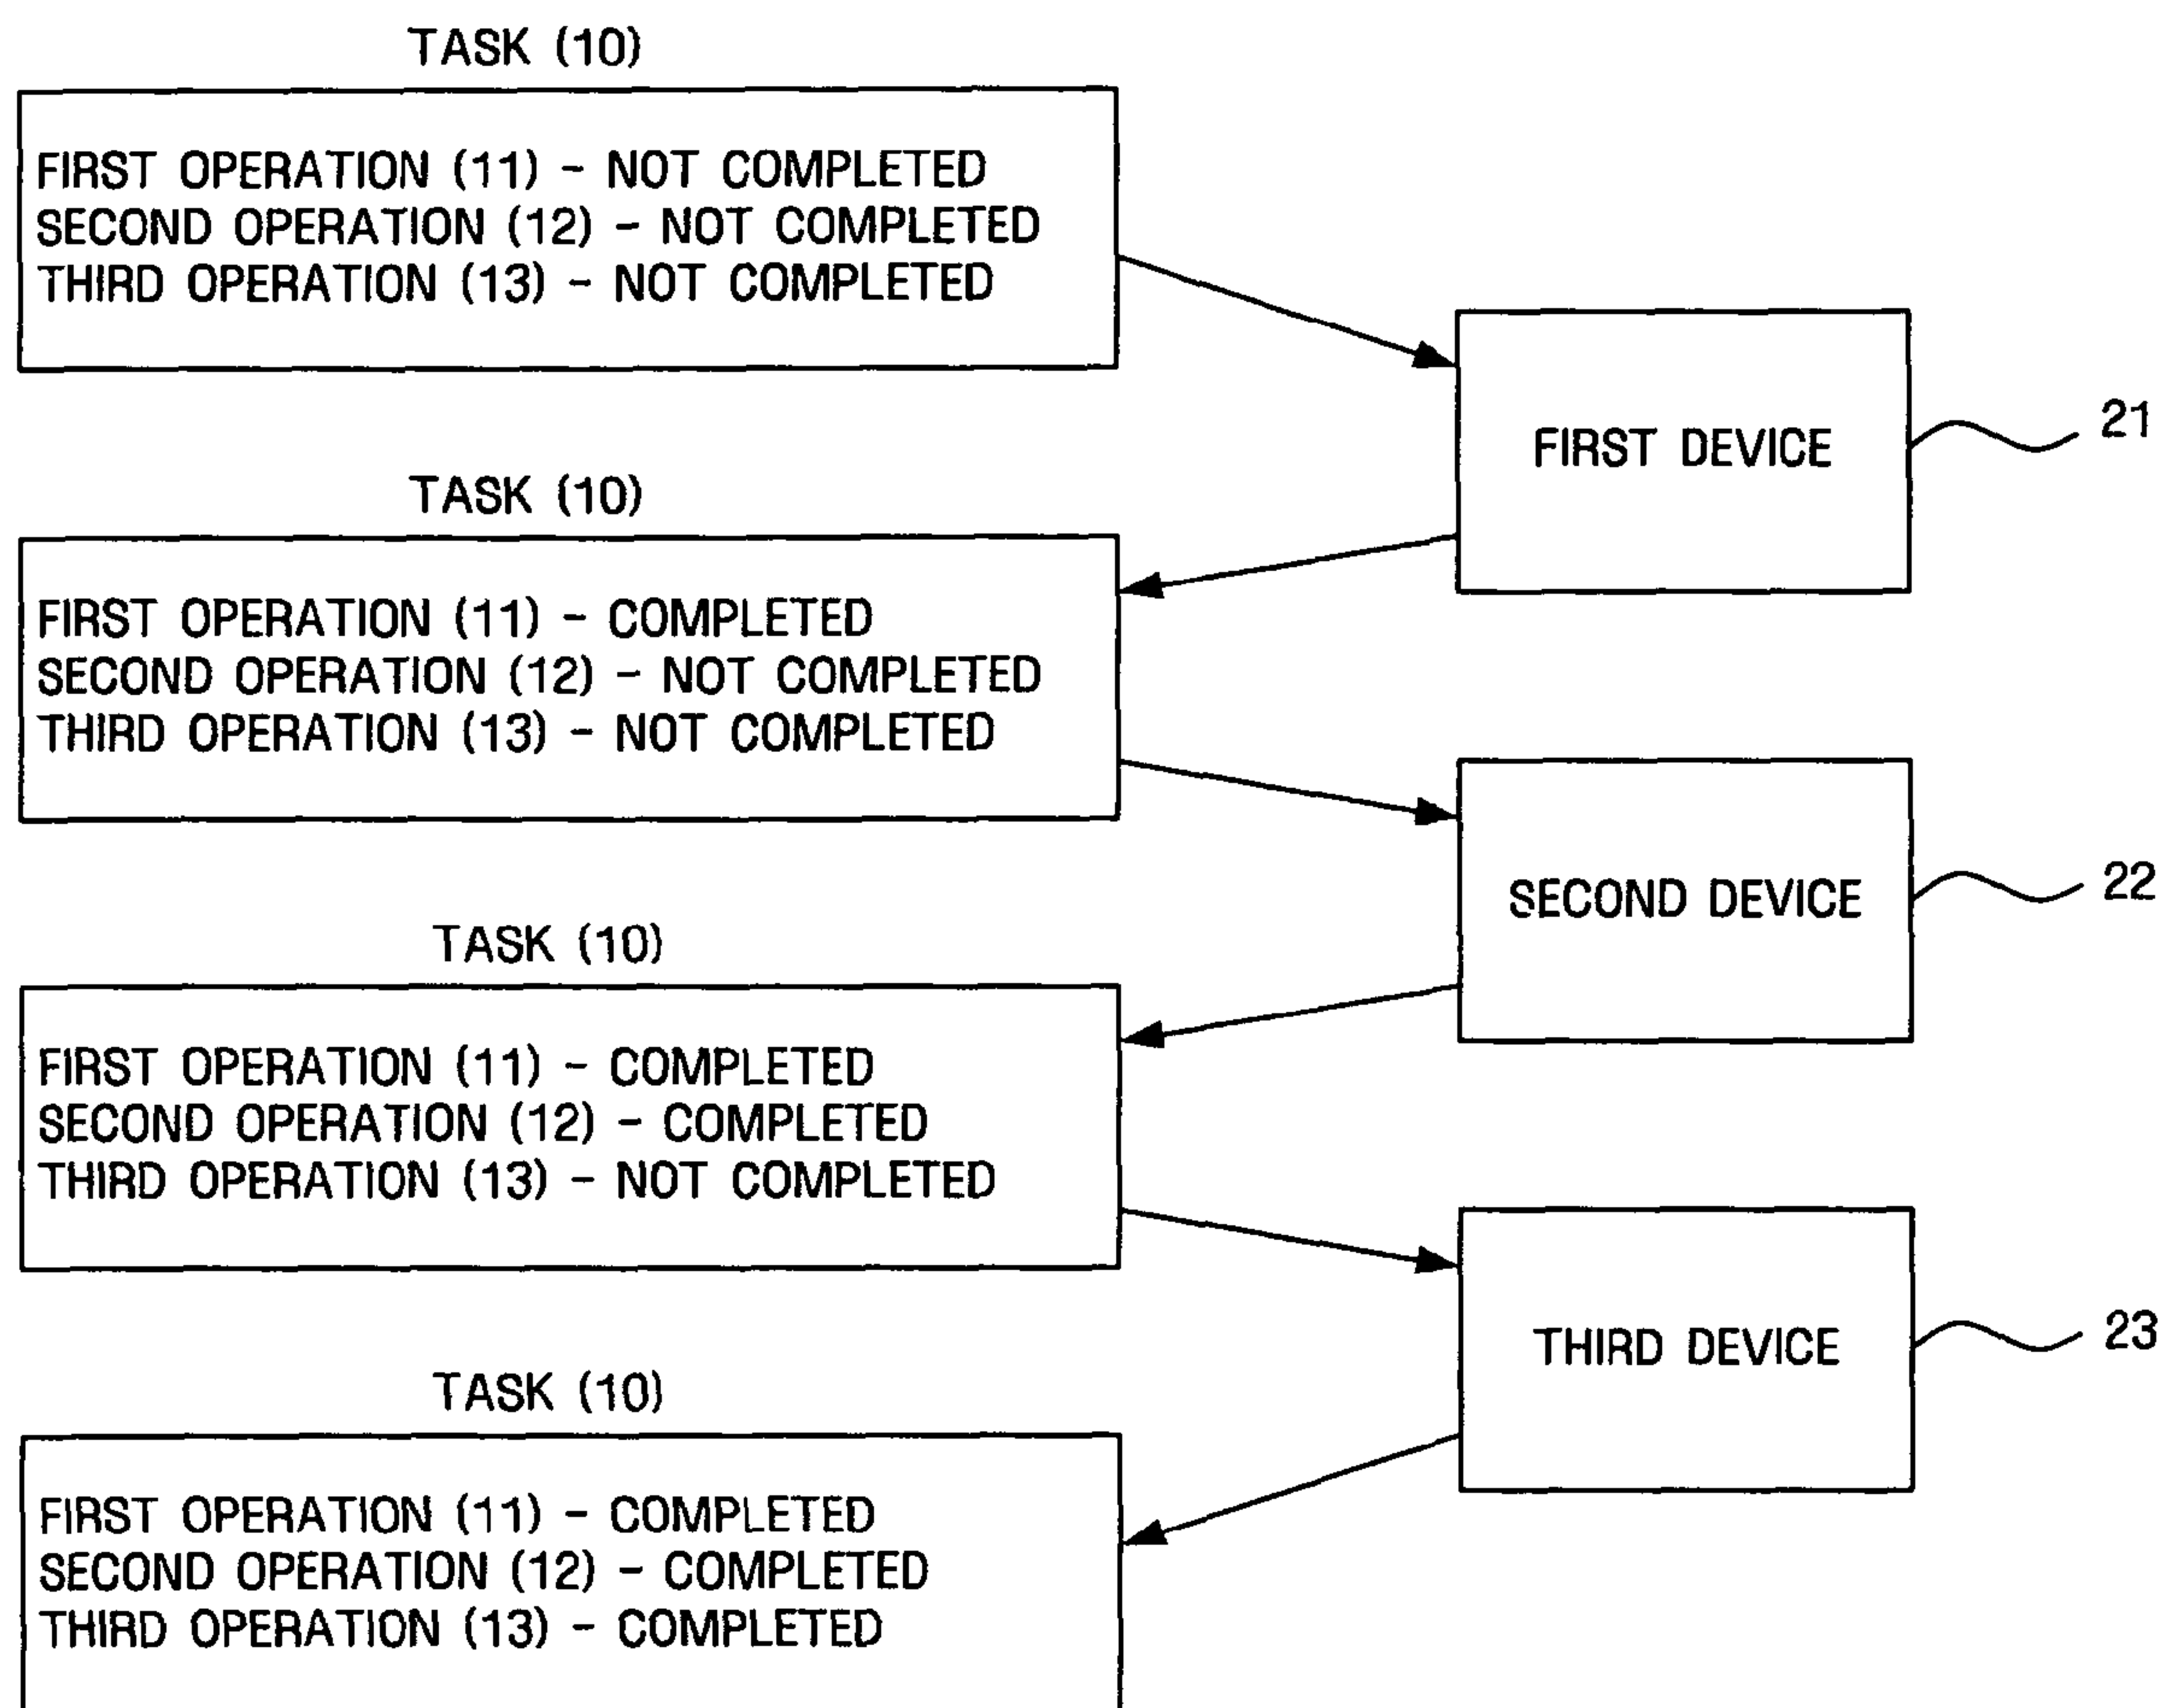 TASK (10)
FIRST OPERATION (11) - NOT COMPLETED
SECOND OPERATION (12) - NOT COMPLETED
THIRD OPERATION (13) - NOT COMPLETED
FIRST DEVICE
21
TASK (10)
FIRST OPERATION (11) - COMPLETED
SECOND OPERATION (12) - NOT COMPLETED
THIRD OPERATION (13) - NOT COMPLETED
SECOND DEVICE
22
TASK (10)
FIRST OPERATION (11) - COMPLETED
SECOND OPERATION (12) - COMPLETED
THIRD OPERATION (13) - NOT COMPLETED
THIRD DEVICE
23
TASK (10)
FIRST OPERATION (11) - COMPLETED
SECOND OPERATION (12) - COMPLETED
THIRD OPERATION (13) - COMPLETED